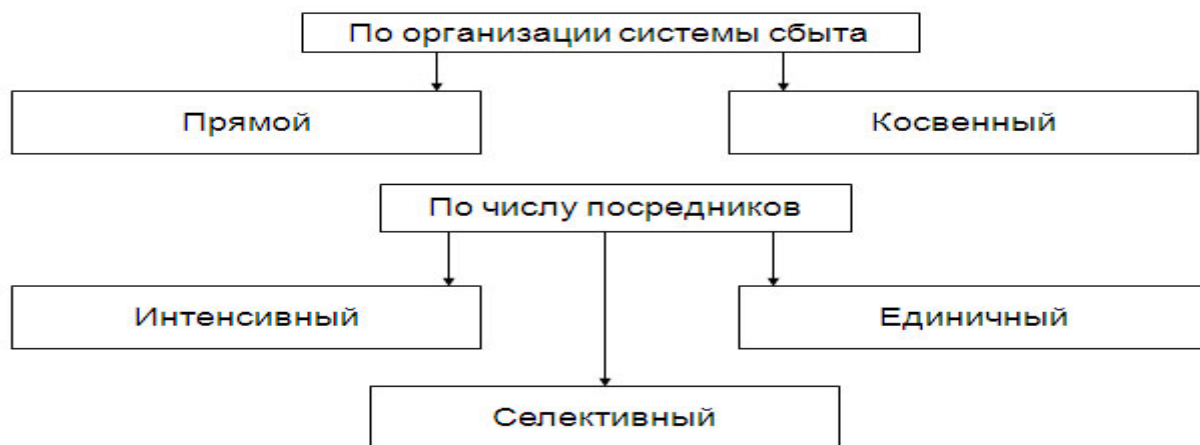 По организации системы сбыта
Прямой
Косвенный
По числу посредников
Интенсивный
Единичный
Селективный